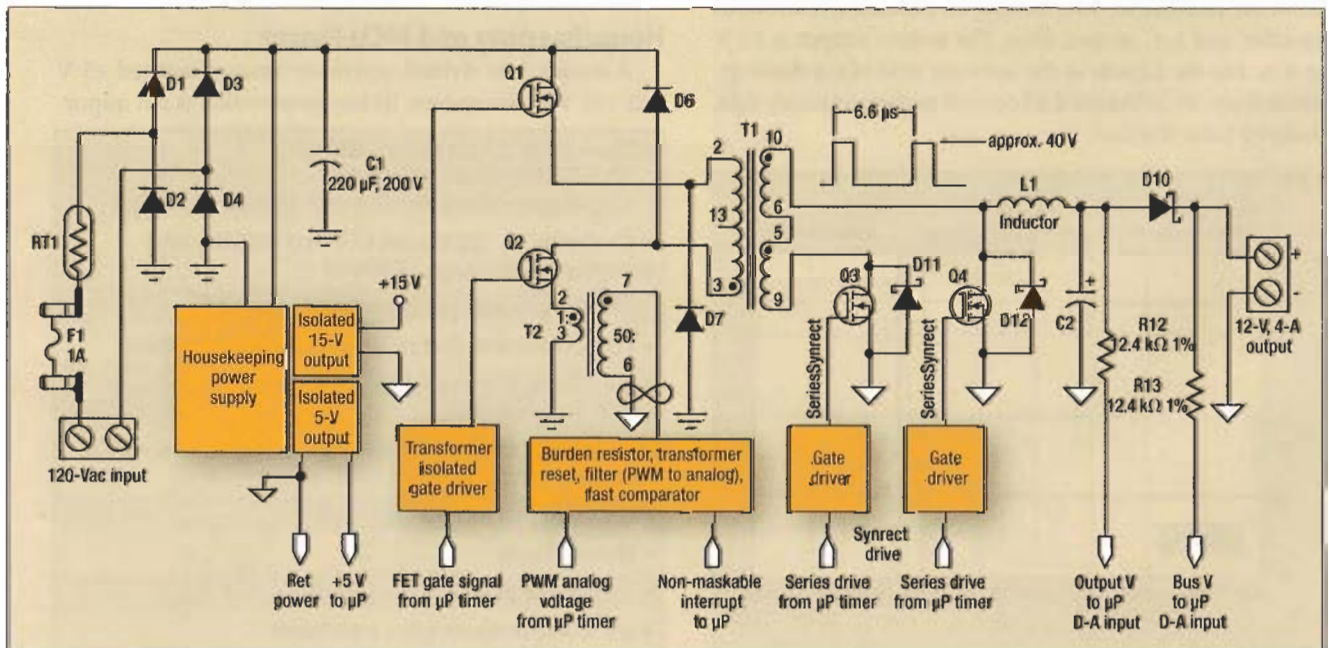 D1
D3
D2
D4
RT1
F1
1A
120-Vac input
C1
220 µF, 200 V
Housekeeping
power
supply
Isolated
15-V
output
Isolated
5-V
output
+15 V
Ret
power
+5 V
to µP
Q1
Q2
D6
D7
2
1:
3
T2
7
50:
6
Transformer
isolated
gate driver
FET gate signal
from µP timer
Burden resistor, transformer
reset, filter (PWM to analog),
fast comparator
PWM analog
voltage
from µP timer
Non-maskable
interrupt
to µP
T1
2
13
3
10
6
5
9
6.6 µs
approx. 40 V
L1
Inductor
D10
Q3
D11
Q4
D12
C2
+
SeriesSynrect
SeriesSynrect
Gate
driver
Gate
driver
Synrect
drive
Series drive
from µP timer
Series drive
from µP timer
R12
12.4 kΩ 1%
R13
12.4 kΩ 1%
Output V
to µP
D-A input
Bus V
to µP
D-A input
+
-
12-V, 4-A
output